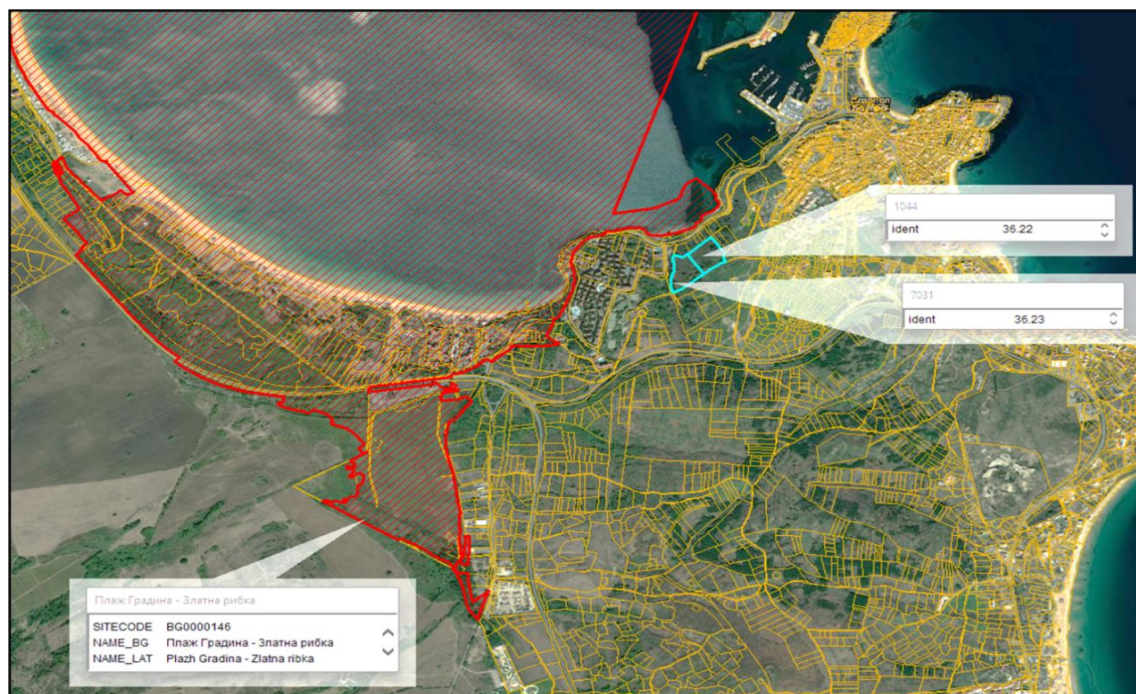 1044
ident 36.22
7031
ident 36.23
Плаж Градина - Златна рибка
SITECODE BG0000146
NAME_BG Плаж Градина - Златна рибка
NAME_LAT Plazh Gradina - Zlatna ribka